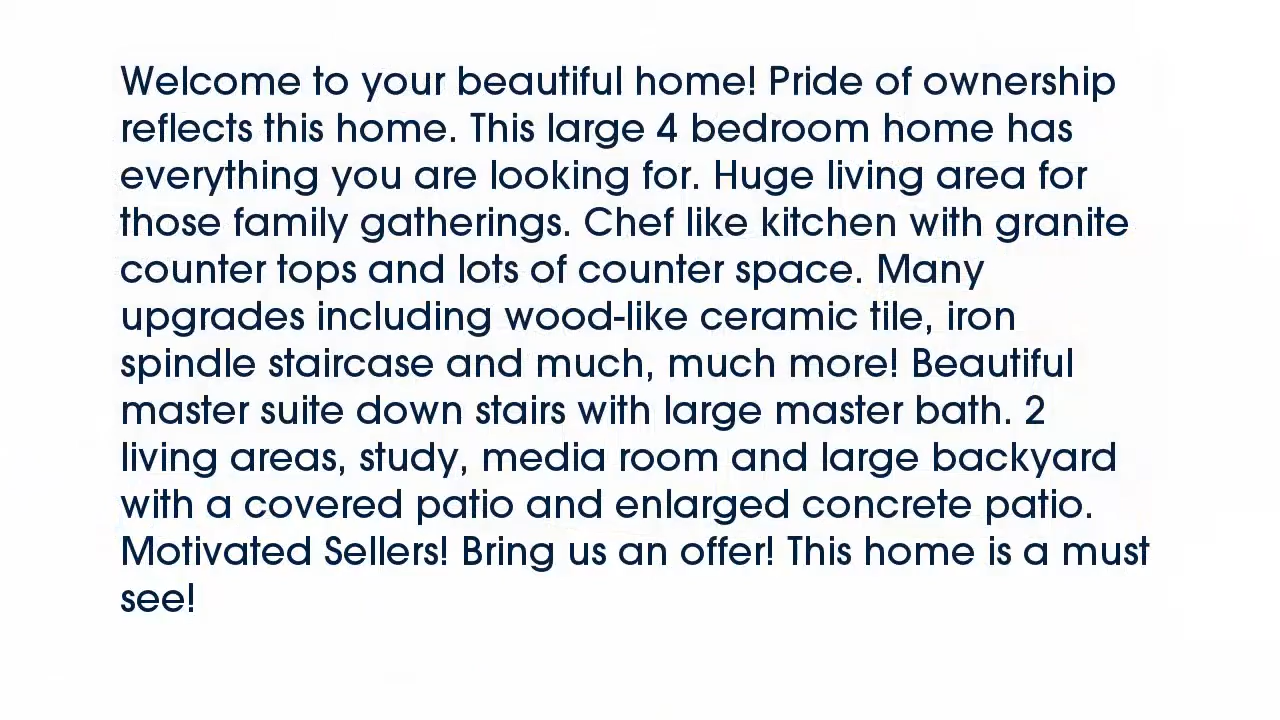 Welcome to your beautiful home! Pride of ownership
reflects this home. This large 4 bedroom home has
everything you are looking for. Huge living area for
those family gatherings. Chef like kitchen with granite
counter tops and lots of counter space. Many
upgrades including wood-like ceramic tile, iron
spindle staircase and much, much more! Beautiful
master suite down stairs with large master bath. 2
living areas, study, media room and large backyard
with a covered patio and enlarged concrete patio.
Motivated Sellers! Bring us an offer! This home is a must
see!